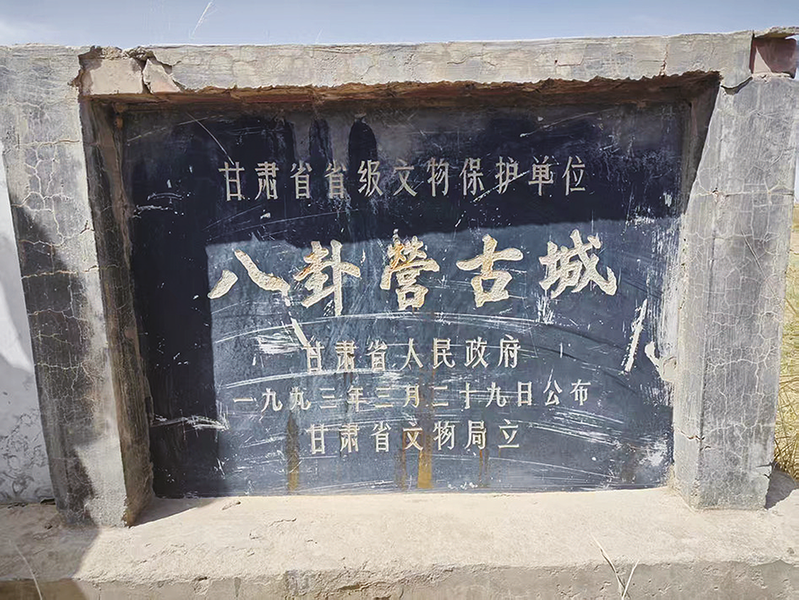 甘肃省省级文物保护单位
八卦营古城
甘肃省人民政府
一九九三年三月二十九日公布
甘肃省文物局立